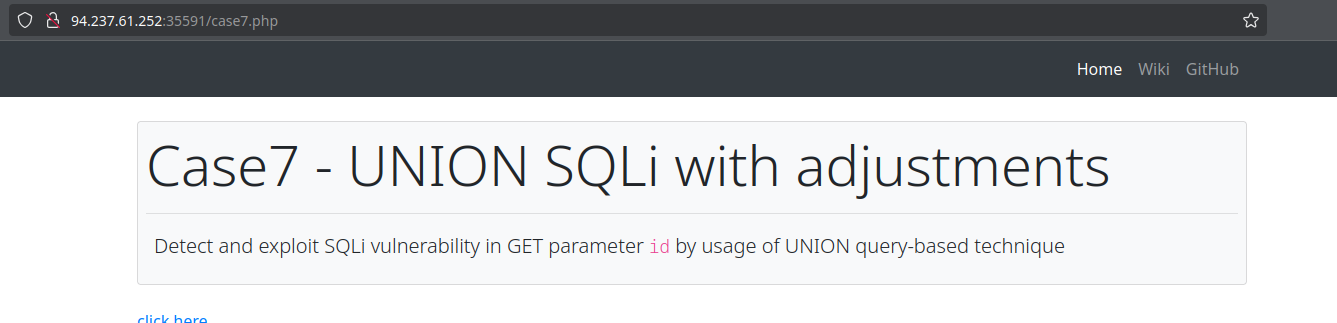 94.237.61.252:35591/case7.php
Home Wiki GitHub
Case7 - UNION SQLi with adjustments
Detect and exploit SQLi vulnerability in GET parameter id by usage of UNION query-based technique
click here